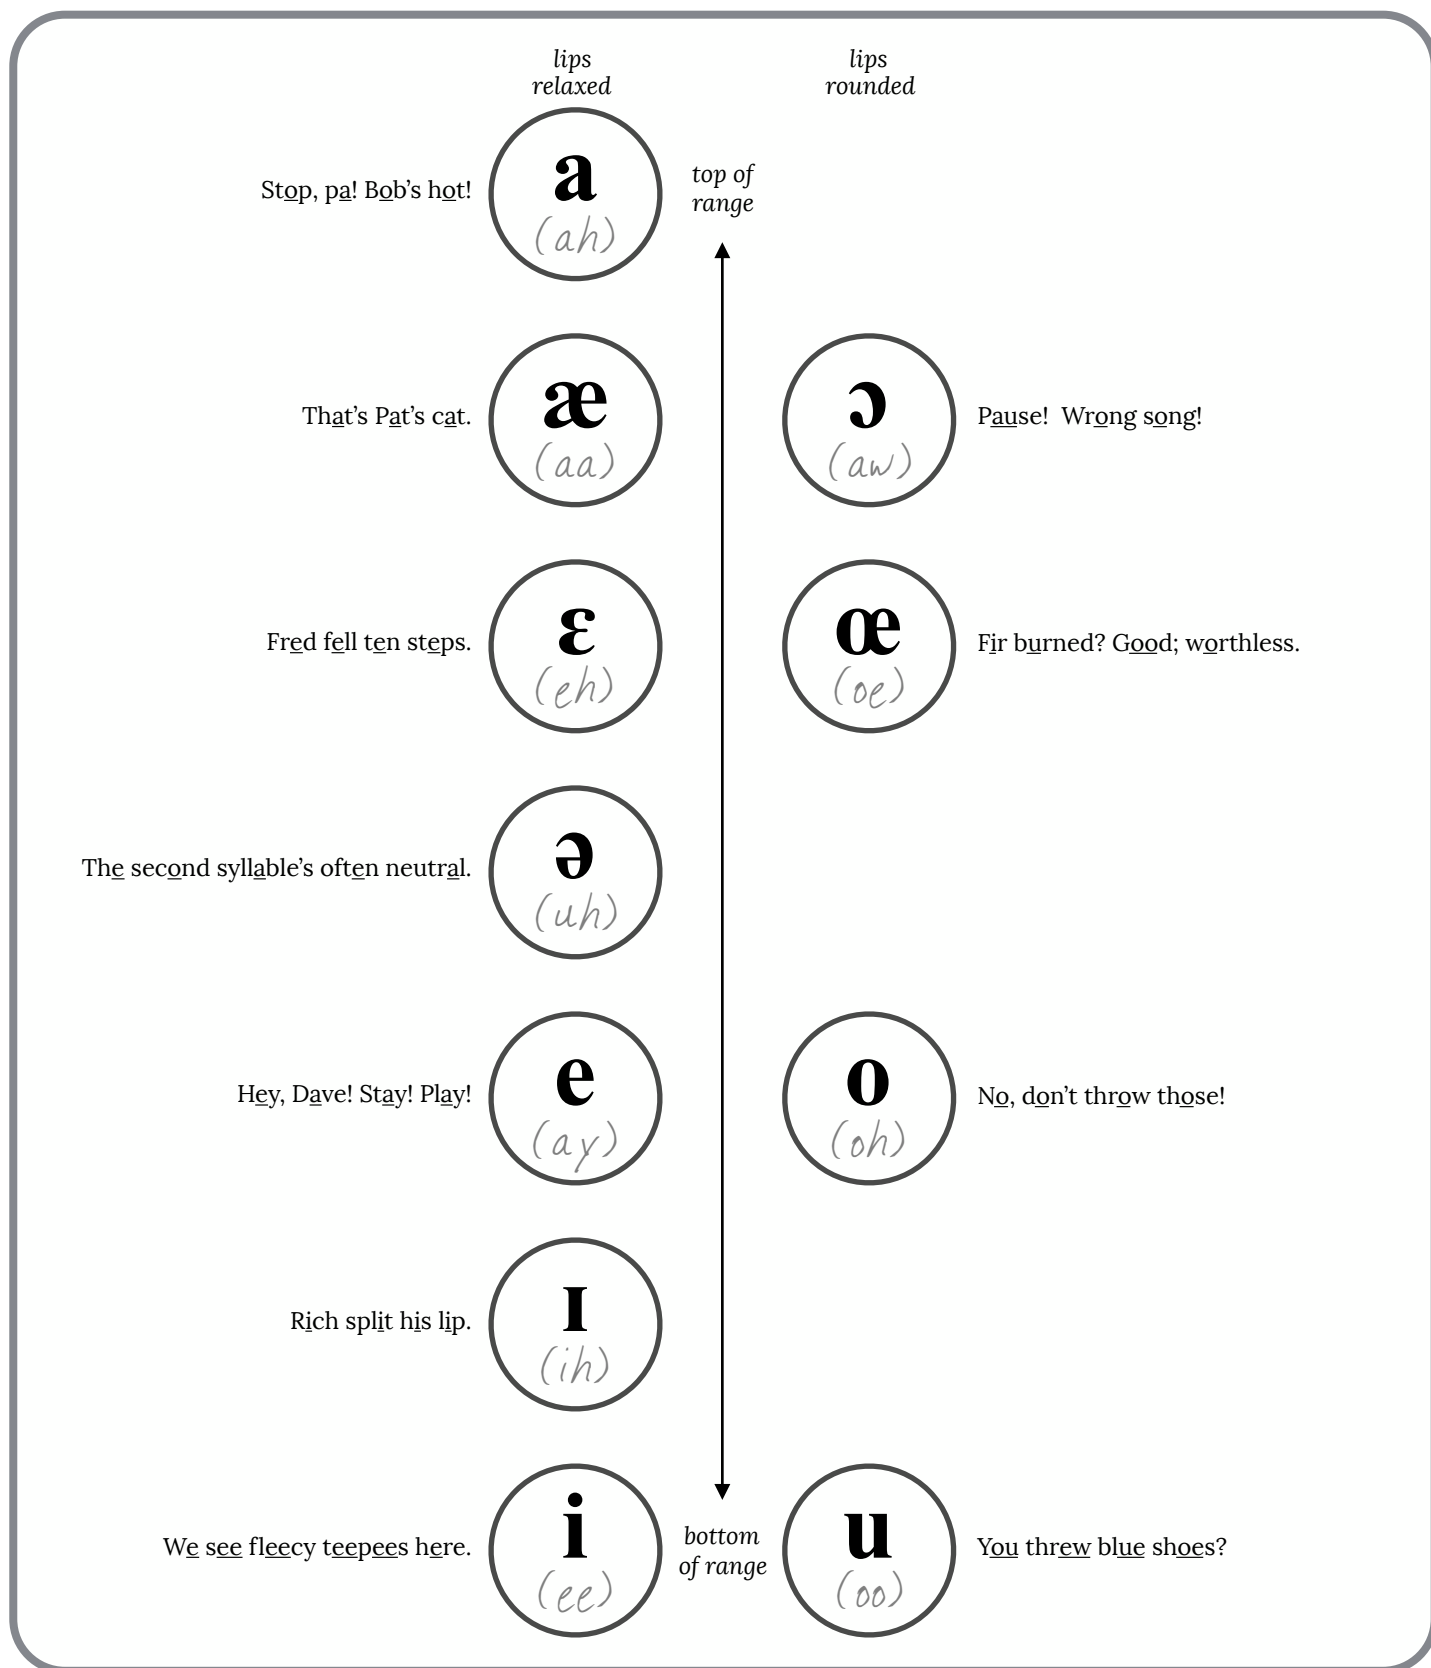 lips
relaxed
lips
rounded
Stop, pa! Bob’s hot!
a
(ah)
top of
range
That’s Pat’s cat.
æ
(aa)
ɔ
(aw)
Pause!  Wrong song!
Fred fell ten steps.
ɛ
(eh)
œ
(oe)
Fir burned? Good; worthless.
The second syllable’s often neutral.
ə
(uh)
Hey, Dave! Stay! Play!
e
(ay)
o
(oh)
No, don’t throw those!
Rich split his lip.
ɪ
(ih)
We see fleecy teepees here.
i
(ee)
bottom
of range
u
(oo)
You threw blue shoes?